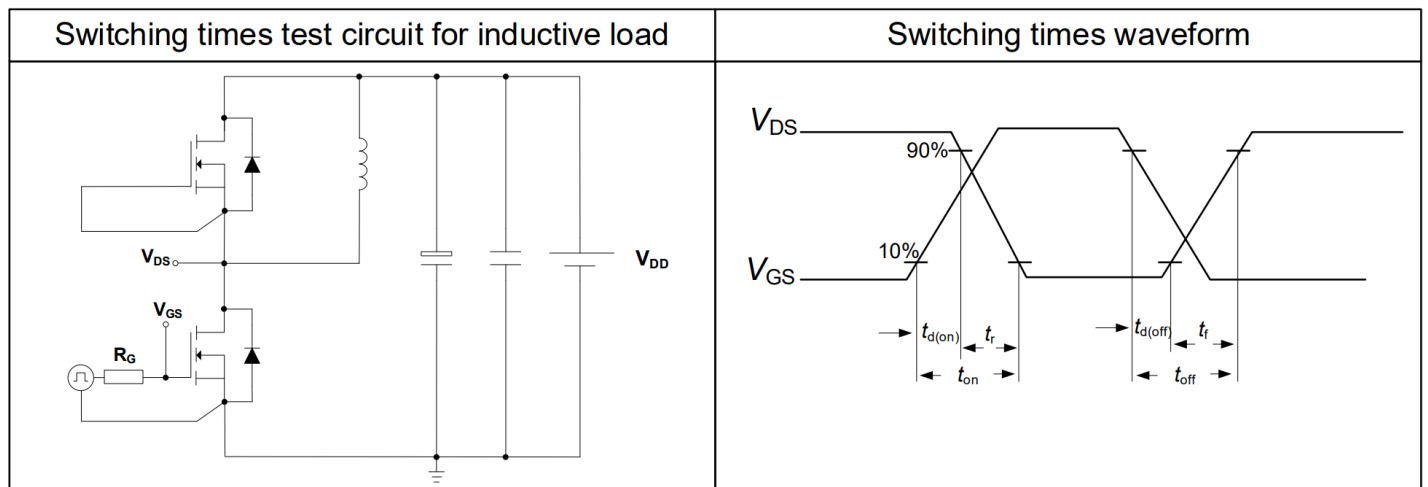 Switching times test circuit for inductive load
Switching times waveform
VDS
VGS
RG
VDD
VDS
90%
10%
VGS
td(on) tr
ton
td(off) tf
toff